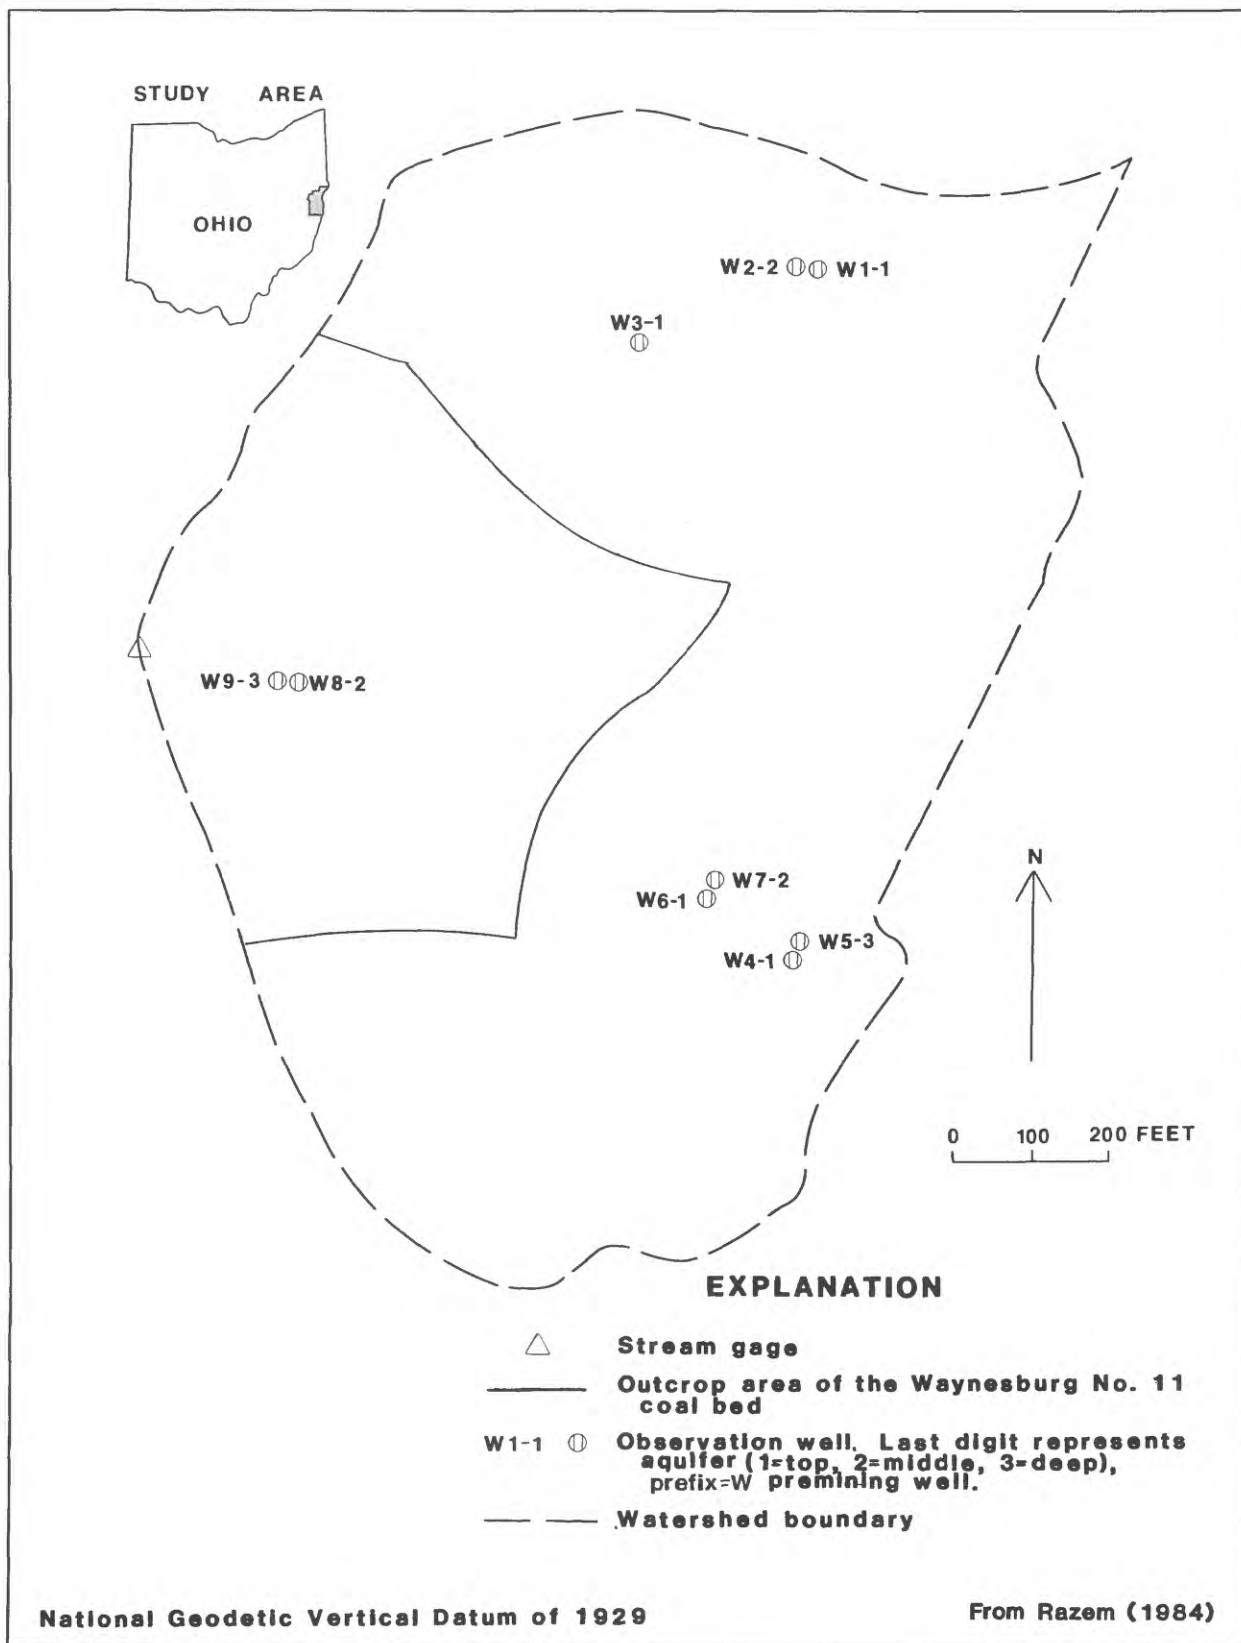 STUDY AREA
OHIO
W2-2 W1-1
W3-1
W9-3 W8-2
W7-2
W6-1
W5-3
W4-1
N
0 100 200 FEET
EXPLANATION
Stream gage
Outcrop area of the Waynesburg No. 11
coal bed
W1-1 Observation well. Last digit represents
aquifer (1=top, 2=middle, 3=deep),
prefix=W premining well.
Watershed boundary
National Geodetic Vertical Datum of 1929
From Razem (1984)